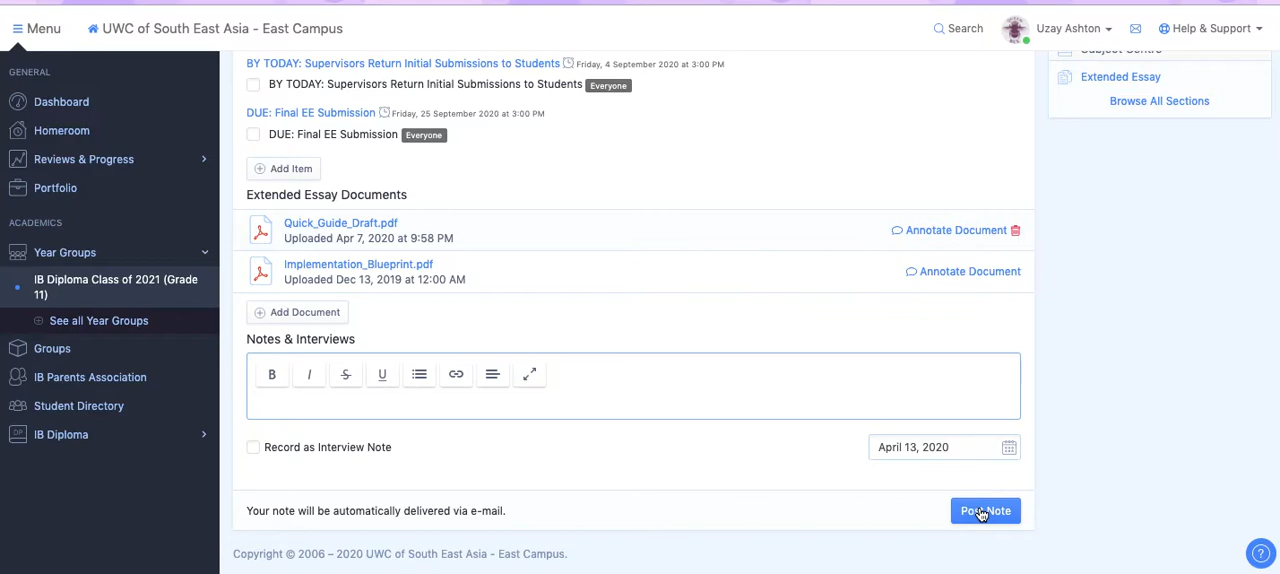 Menu
UWC of South East Asia - East Campus
Search
Uzay Ashton
Help & Support
GENERAL
Dashboard
Homeroom
Reviews & Progress
Portfolio
ACADEMICS
Year Groups
IB Diploma Class of 2021 (Grade
11)
See all Year Groups
Groups
IB Parents Association
Student Directory
DP IB Diploma
BY TODAY: Supervisors Return Initial Submissions to Students Friday, 4 September 2020 at 3:00 PM
BY TODAY: Supervisors Return Initial Submissions to Students Everyone
DUE: Final EE Submission Friday, 25 September 2020 at 3:00 PM
DUE: Final EE Submission Everyone
Add Item
Extended Essay Documents
Quick_Guide_Draft.pdf
Uploaded Apr 7, 2020 at 9:58 PM
Annotate Document
Implementation_Blueprint.pdf
Uploaded Dec 13, 2019 at 12:00 AM
Annotate Document
Add Document
Notes & Interviews
B I S U
Record as Interview Note
April 13, 2020
Your note will be automatically delivered via e-mail.
Post Note
Copyright © 2006 – 2020 UWC of South East Asia - East Campus.
Subject Centre
Extended Essay
Browse All Sections
?